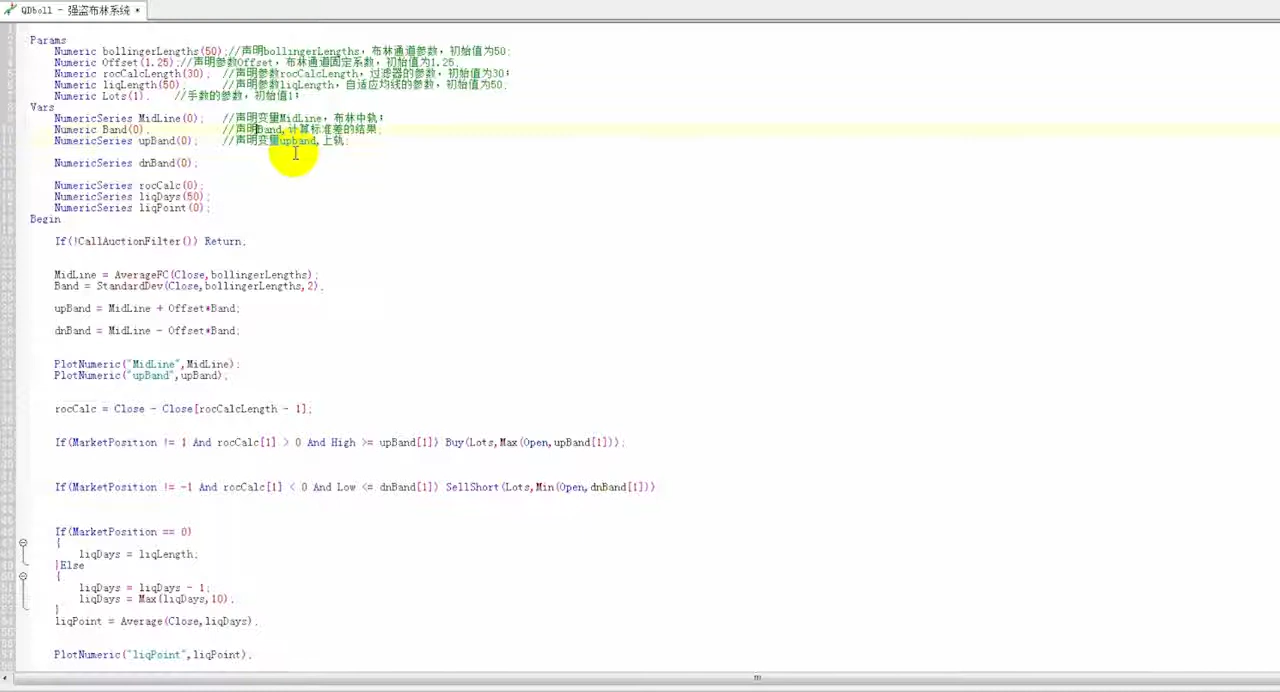 QDboll - 强盗布林系统 *
Params
Numeric bollingerLengths(50);//声明bollingerLengths，布林通道参数，初始值为50;
Numeric Offset(1.25);//声明参数Offset，布林通道固定系数，初始值为1.25;
Numeric rocCalcLength(30); //声明参数rocCalcLength，过滤器的参数，初始值为30;
Numeric liqLength(50); //声明参数liqLength，自适应均线的参数，初始值为50;
Numeric Lots(1); //手数的参数，初始值1;
Vars
NumericSeries MidLine(0); //声明变量MidLine，布林中轨;
Numeric Band(0); //声明Band,计算标准差的结果;
NumericSeries upBand(0); //声明变量upband,上轨;
NumericSeries dnBand(0);
NumericSeries rocCalc(0);
NumericSeries liqDays(50);
NumericSeries liqPoint(0);
Begin
If(!CallAuctionFilter()) Return;
MidLine = AverageFC(Close,bollingerLengths);
Band = StandardDev(Close,bollingerLengths,2);
upBand = MidLine + Offset*Band;
dnBand = MidLine - Offset*Band;
PlotNumeric("MidLine",MidLine);
PlotNumeric("upBand",upBand);
rocCalc = Close - Close[rocCalcLength - 1];
If(MarketPosition != 1 And rocCalc[1] > 0 And High >= upBand[1]) Buy(Lots,Max(Open,upBand[1]));
If(MarketPosition != -1 And rocCalc[1] < 0 And Low <= dnBand[1]) SellShort(Lots,Min(Open,dnBand[1]))
If(MarketPosition == 0)
{
liqDays = liqLength;
}Else
{
liqDays = liqDays - 1;
liqDays = Max(liqDays,10);
}
liqPoint = Average(Close,liqDays);
PlotNumeric("liqPoint",liqPoint);